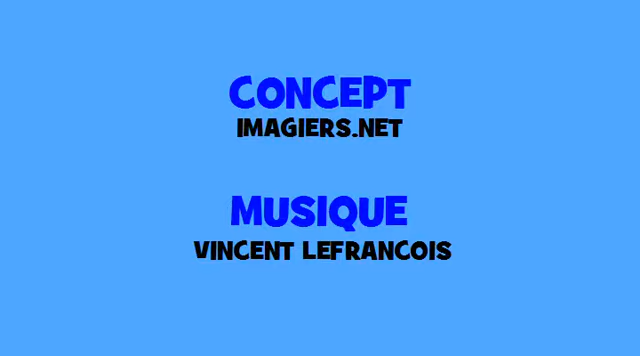 CONCEPT
IMAGIERS.NET
MUSIQUE
VINCENT LEFRANCOIS